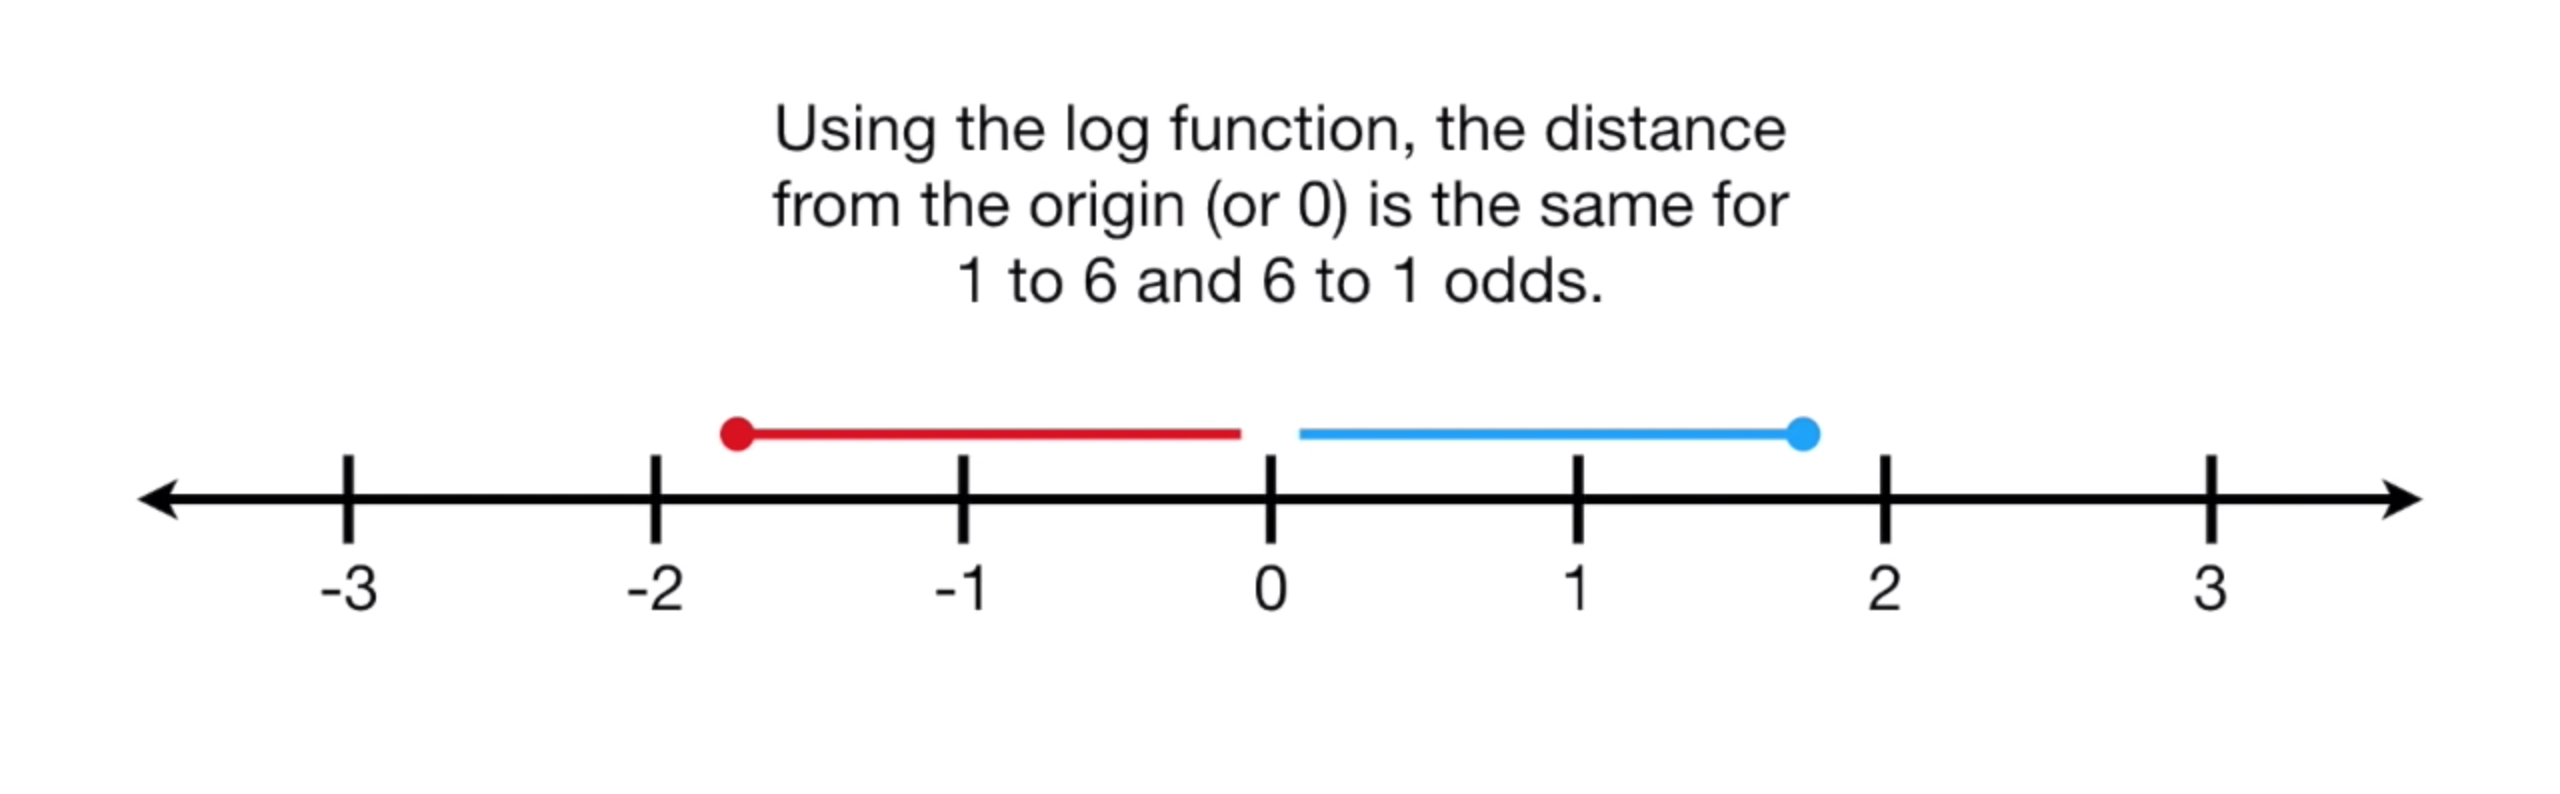 Using the log function, the distance
from the origin (or 0) is the same for
1 to 6 and 6 to 1 odds.
-3 -2 -1 0 1 2 3